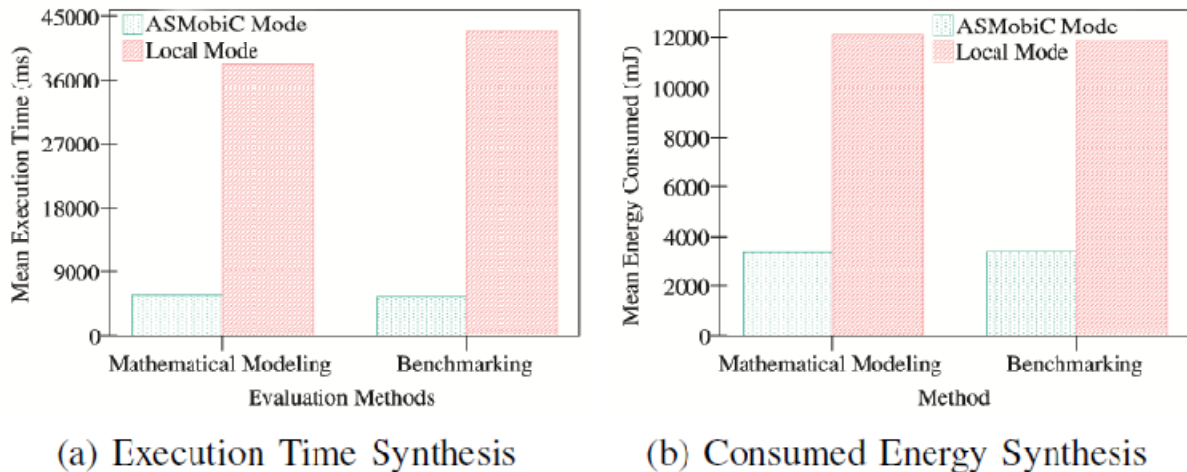 45000
36000
27000
18000
9000
0
Mean Execution Time (ms)
ASMobiC Mode
Local Mode
Mathematical Modeling
Benchmarking
Evaluation Methods
(a) Execution Time Synthesis
12000
10000
8000
6000
4000
2000
0
Mean Energy Consumed (mJ)
ASMobiC Mode
Local Mode
Mathematical Modeling
Benchmarking
Method
(b) Consumed Energy Synthesis